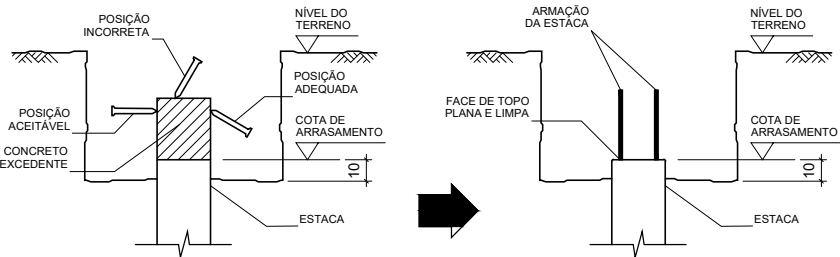 POSIÇÃO
INCORRETA
NÍVEL DO
TERRENO
POSIÇÃO
ADEQUADA
POSIÇÃO
ACEITÁVEL
COTA DE
ARRASAMENTO
CONCRETO
EXCEDENTE
10
ESTACA
ARMAÇÃO
DA ESTACA
NÍVEL DO
TERRENO
FACE DE TOPO
PLANA E LIMPA
COTA DE
ARRASAMENTO
10
ESTACA